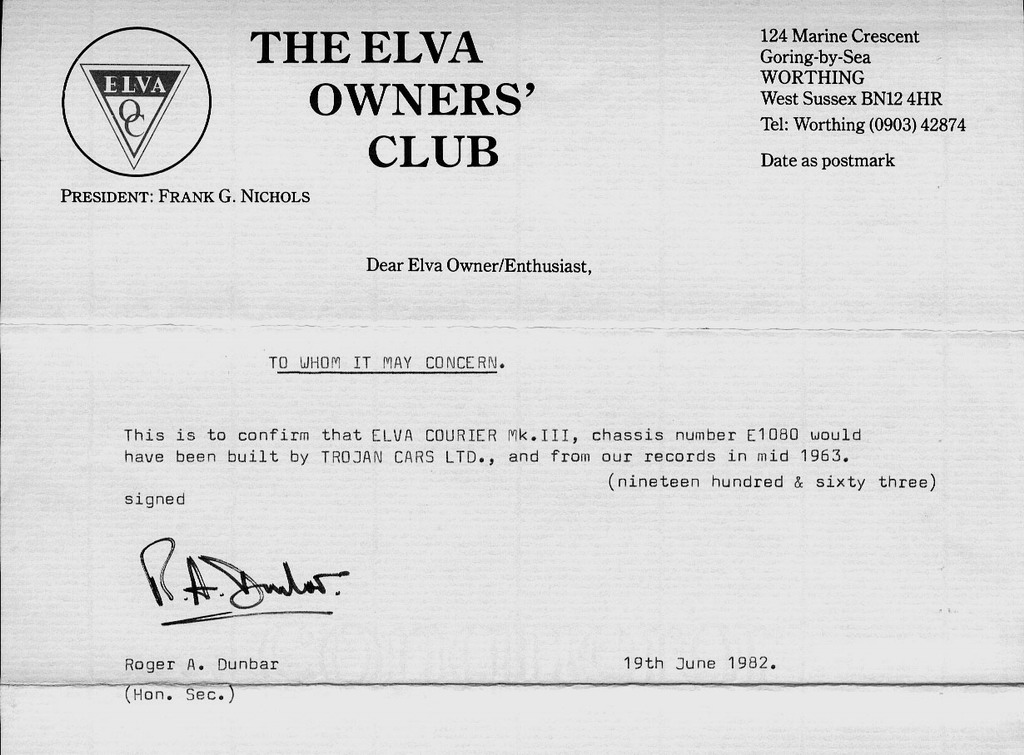 ELVA
OC
THE ELVA
OWNERS'
CLUB
PRESIDENT: FRANK G. NICHOLS
124 Marine Crescent
Goring-by-Sea
WORTHING
West Sussex BN12 4HR
Tel: Worthing (0903) 42874
Date as postmark
Dear Elva Owner/Enthusiast,
TO WHOM IT MAY CONCERN.
This is to confirm that ELVA COURIER Mk.III, chassis number E1080 would
have been built by TROJAN CARS LTD., and from our records in mid 1963.
(nineteen hundred & sixty three)
signed
R.A. Dunbar.
Roger A. Dunbar
19th June 1982.
(Hon. Sec.)